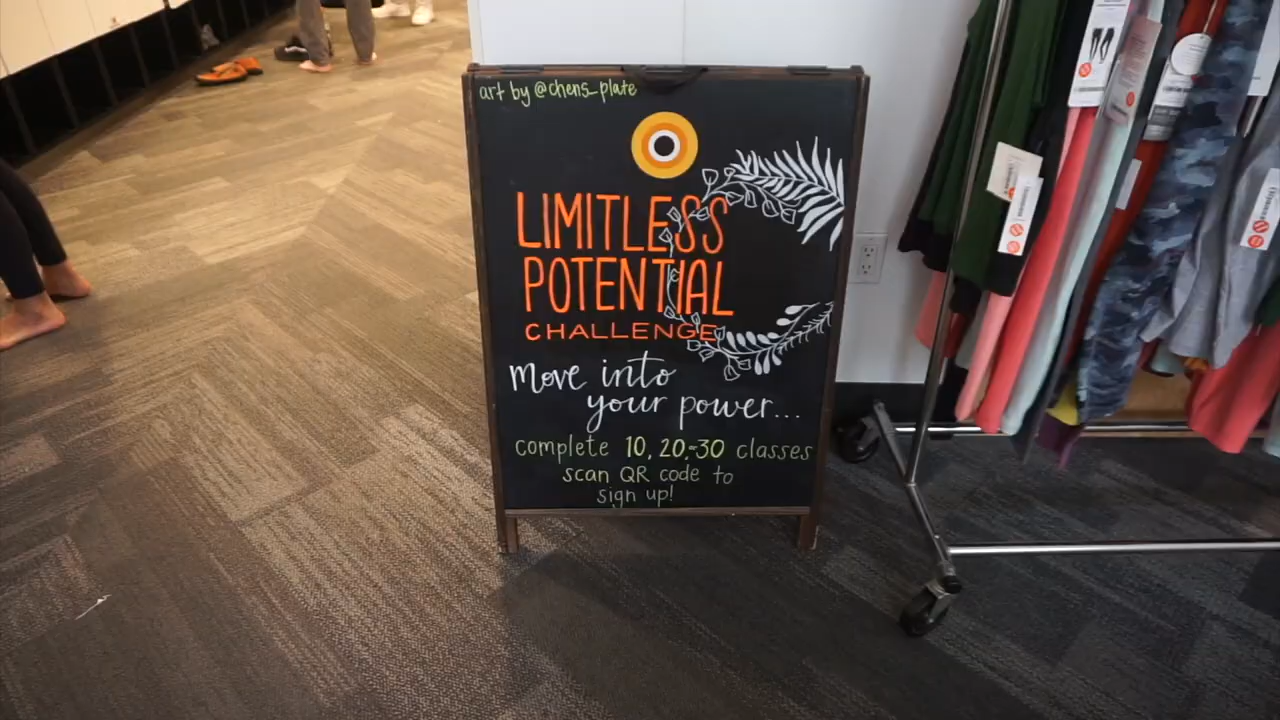 art by @chens_plate
LIMITLESS
POTENTIAL
CHALLENGE
Move into
your power...
complete 10, 20,-30 classes
scan QR code to
sign up!